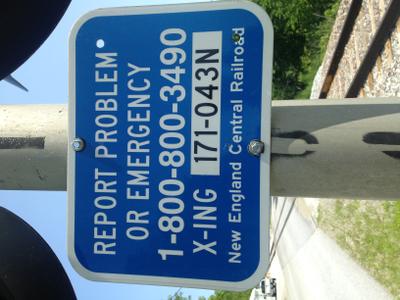 REPORT PROBLEM
OR EMERGENCY
1-800-800-3490
X-ING 171-043N
New England Central Railroad